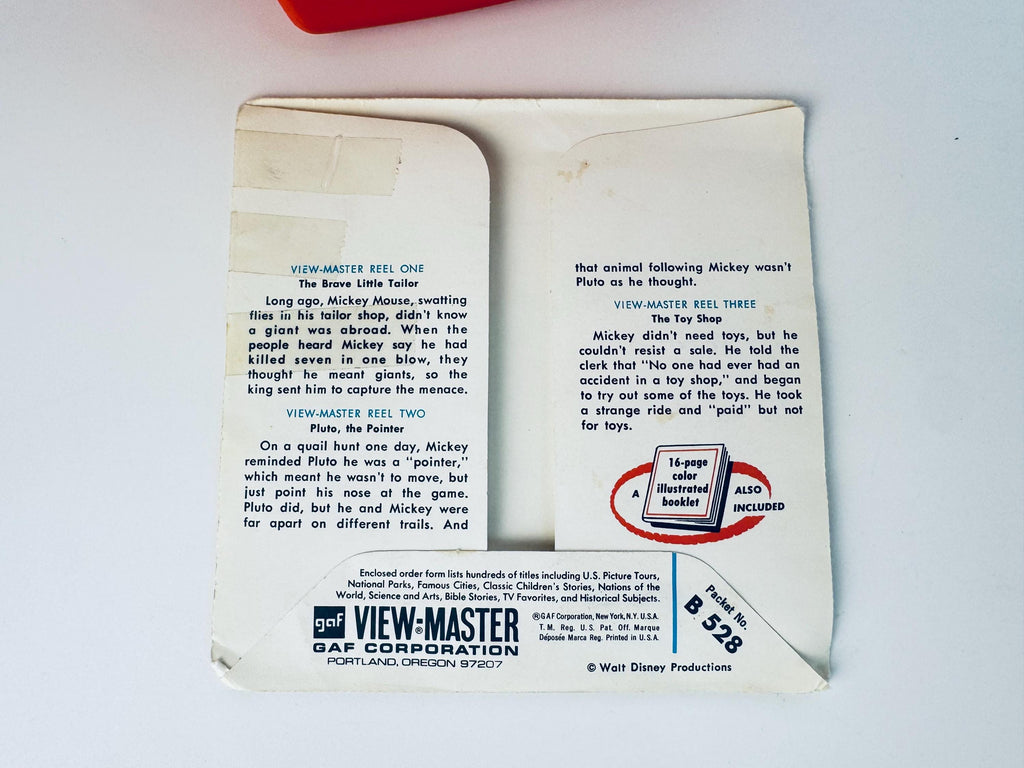 VIEW-MASTER REEL ONE
The Brave Little Tailor
Long ago, Mickey Mouse, swatting
flies in his tailor shop, didn't know
a giant was abroad. When the
people heard Mickey say he had
killed seven in one blow, they
thought he meant giants, so the
king sent him to capture the menace.
VIEW-MASTER REEL TWO
Pluto, the Pointer
On a quail hunt one day, Mickey
reminded Pluto he was a "pointer,"
which meant he wasn't to move, but
just point his nose at the game.
Pluto did, but he and Mickey were
far apart on different trails. And
that animal following Mickey wasn't
Pluto as he thought.
VIEW-MASTER REEL THREE
The Toy Shop
Mickey didn't need toys, but he
couldn't resist a sale. He told the
clerk that "No one had ever had an
accident in a toy shop," and began
to try out some of the toys. He took
a strange ride and "paid" but not
for toys.
A
16-page
color
illustrated
booklet
ALSO
INCLUDED
Enclosed order form lists hundreds of titles including U.S. Picture Tours,
National Parks, Famous Cities, Classic Children's Stories, Nations of the
World, Science and Arts, Bible Stories, TV Favorites, and Historical Subjects.
gaf VIEW-MASTER®
GAF CORPORATION
PORTLAND, OREGON 97207
®GAF Corporation, New York, N.Y. U.S.A.
T. M. Reg. U. S. Pat. Off. Marque
Déposée Marca Reg. Printed in U.S.A.
© Walt Disney Productions
Packet No.
B 528